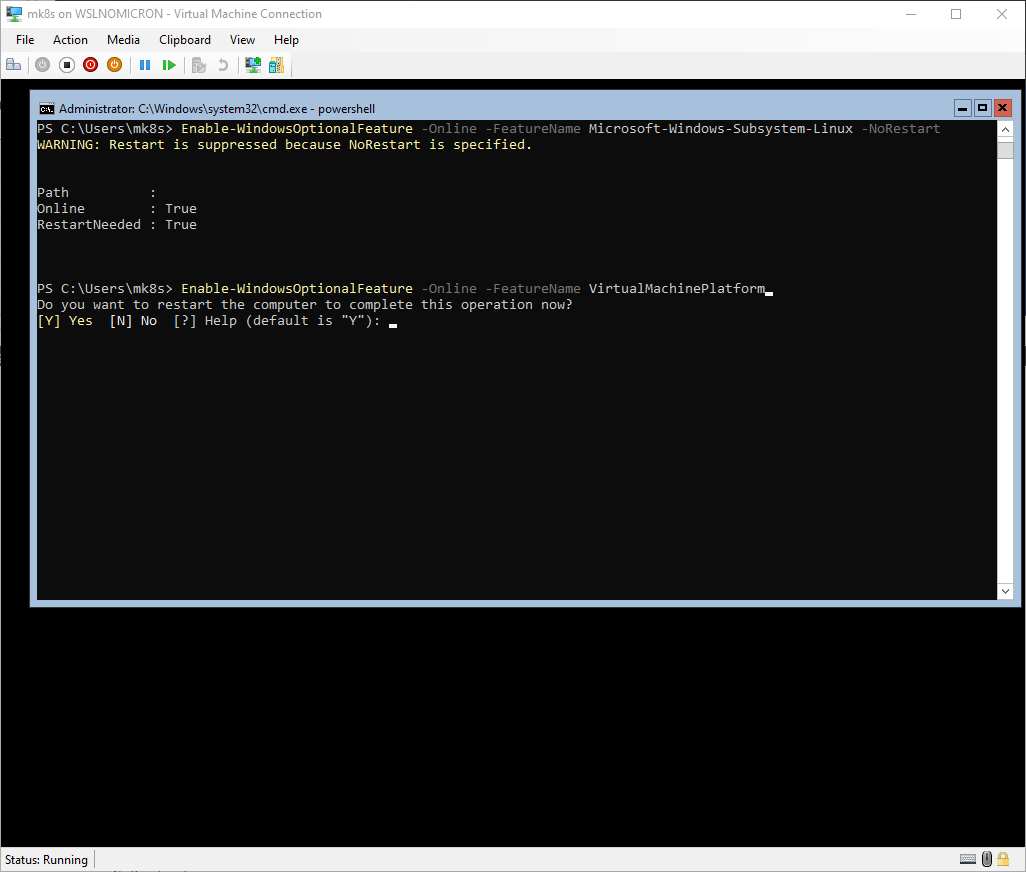 mk8s on WSLNOMICRON - Virtual Machine Connection
File Action Media Clipboard View Help
Administrator: C:\Windows\system32\cmd.exe - powershell
PS C:\Users\mk8s> Enable-WindowsOptionalFeature -Online -FeatureName Microsoft-Windows-Subsystem-Linux -NoRestart
WARNING: Restart is suppressed because NoRestart is specified.
Path          :
Online        : True
RestartNeeded : True
PS C:\Users\mk8s> Enable-WindowsOptionalFeature -Online -FeatureName VirtualMachinePlatform
Do you want to restart the computer to complete this operation now?
[Y] Yes  [N] No  [?] Help (default is "Y"):
Status: Running